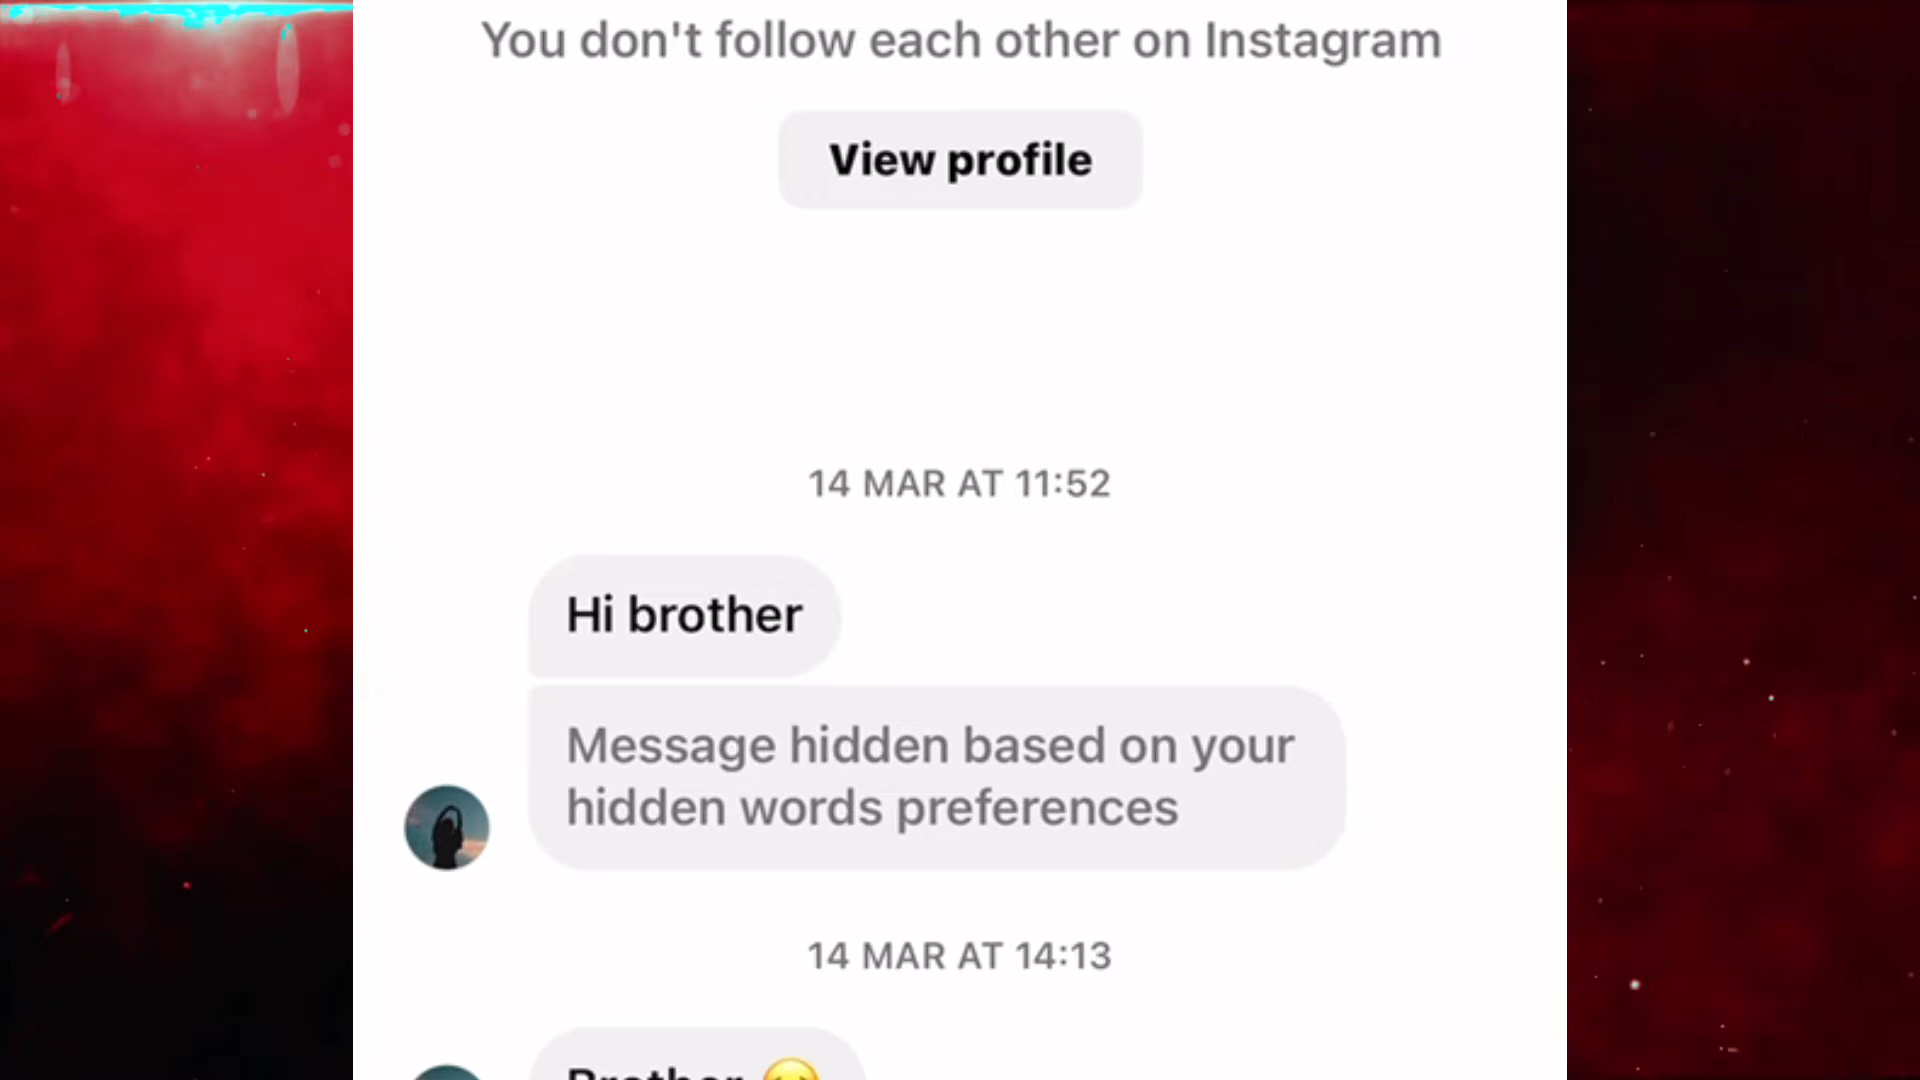 You don't follow each other on Instagram
View profile
14 MAR AT 11:52
Hi brother
Message hidden based on your
hidden words preferences
14 MAR AT 14:13
Brother